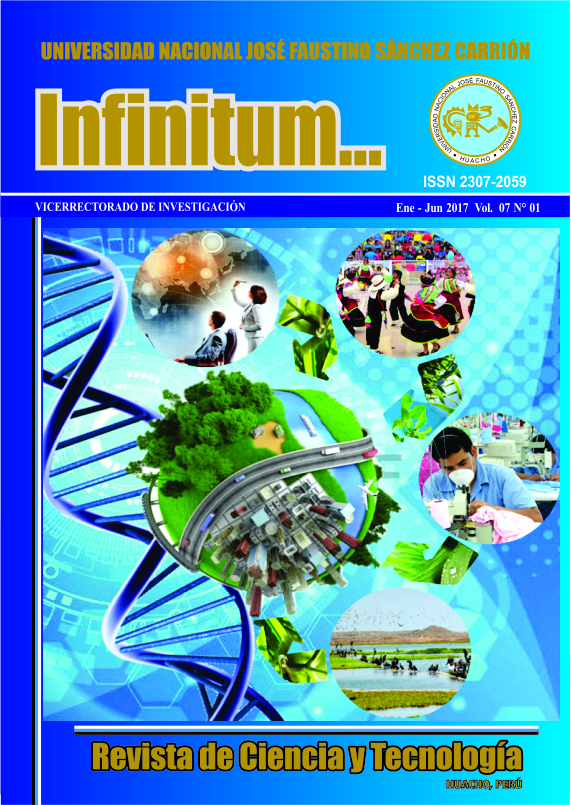 UNIVERSIDAD NACIONAL JOSÉ FAUSTINO SÁNCHEZ CARRIÓN
Infinitum...
UNIVERSIDAD NACIONAL JOSÉ FAUSTINO SÁNCHEZ CARRIÓN
• HUACHO •
ISSN 2307-2059
VICERRECTORADO DE INVESTIGACIÓN
Ene - Jun 2017 Vol. 07 N° 01
Revista de Ciencia y Tecnología
HUACHO, PERÚ